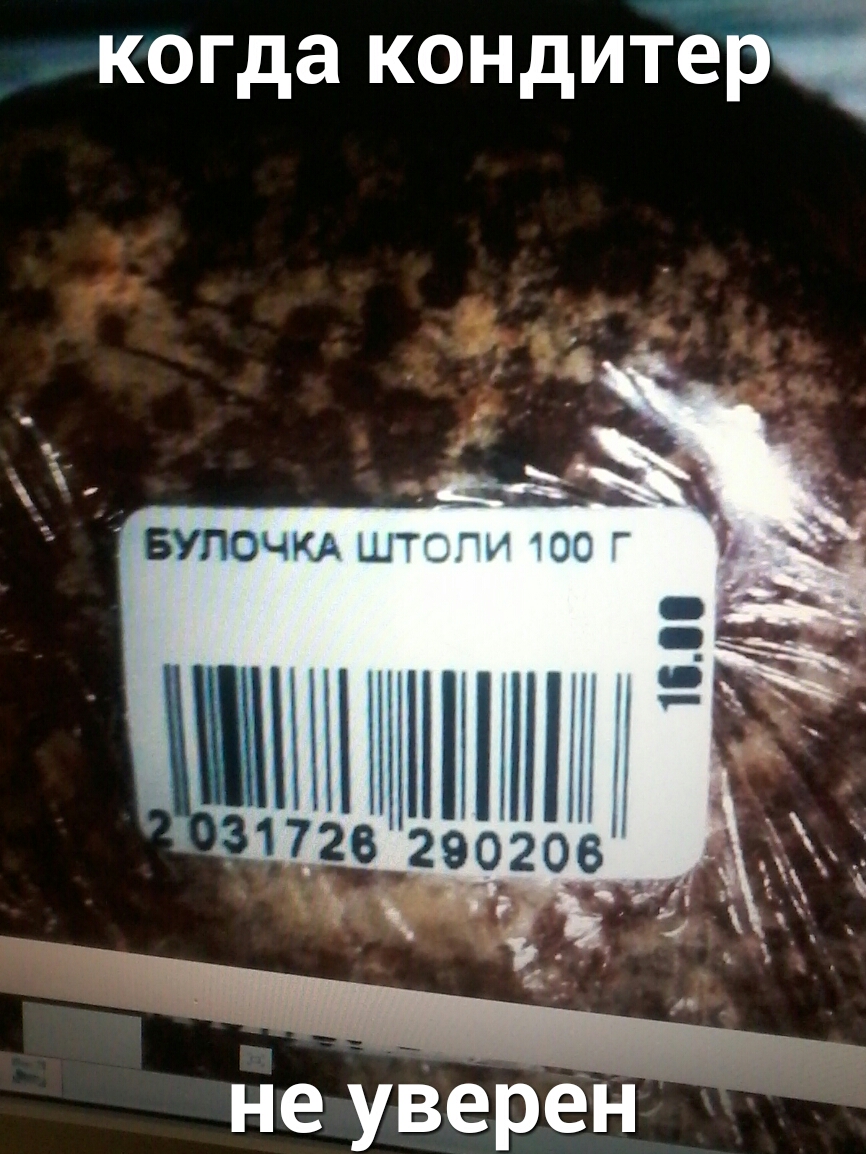 когда кондитер
БУЛОЧКА ШТОЛИ 100 Г
16.00
2 031726 290206
не уверен